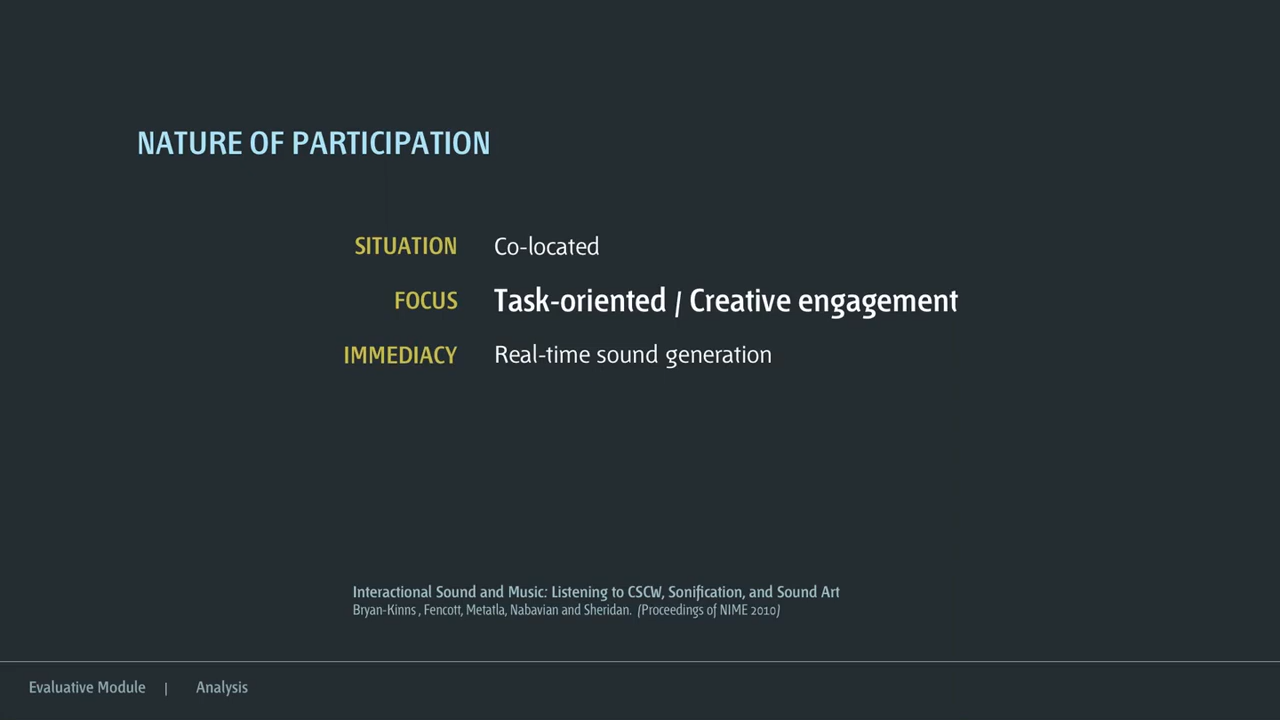 NATURE OF PARTICIPATION
SITUATION Co-located
FOCUS Task-oriented / Creative engagement
IMMEDIACY Real-time sound generation
Interactional Sound and Music: Listening to CSCW, Sonification, and Sound Art
Bryan-Kinns , Fencott, Metatla, Nabavian and Sheridan. (Proceedings of NIME 2010)
Evaluative Module | Analysis